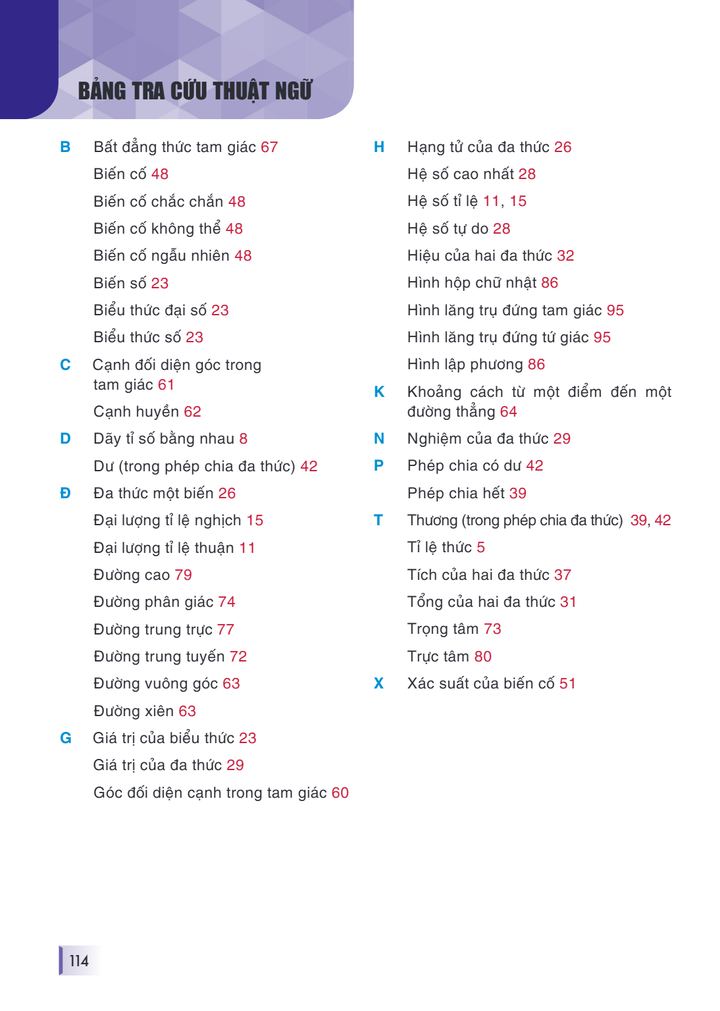 BẢNG TRA CỨU THUẬT NGỮ
B Bất đẳng thức tam giác 67
Biến cố 48
Biến cố chắc chắn 48
Biến cố không thể 48
Biến cố ngẫu nhiên 48
Biến số 23
Biểu thức đại số 23
Biểu thức số 23
C Cạnh đối diện góc trong
tam giác 61
Cạnh huyền 62
D Dãy tỉ số bằng nhau 8
Dư (trong phép chia đa thức) 42
Đ Đa thức một biến 26
Đại lượng tỉ lệ nghịch 15
Đại lượng tỉ lệ thuận 11
Đường cao 79
Đường phân giác 74
Đường trung trực 77
Đường trung tuyến 72
Đường vuông góc 63
Đường xiên 63
G Giá trị của biểu thức 23
Giá trị của đa thức 29
Góc đối diện cạnh trong tam giác 60
H Hạng tử của đa thức 26
Hệ số cao nhất 28
Hệ số tỉ lệ 11, 15
Hệ số tự do 28
Hiệu của hai đa thức 32
Hình hộp chữ nhật 86
Hình lăng trụ đứng tam giác 95
Hình lăng trụ đứng tứ giác 95
Hình lập phương 86
K Khoảng cách từ một điểm đến một
đường thẳng 64
N Nghiệm của đa thức 29
P Phép chia có dư 42
Phép chia hết 39
T Thương (trong phép chia đa thức) 39, 42
Tỉ lệ thức 5
Tích của hai đa thức 37
Tổng của hai đa thức 31
Trọng tâm 73
Trực tâm 80
X Xác suất của biến cố 51
114